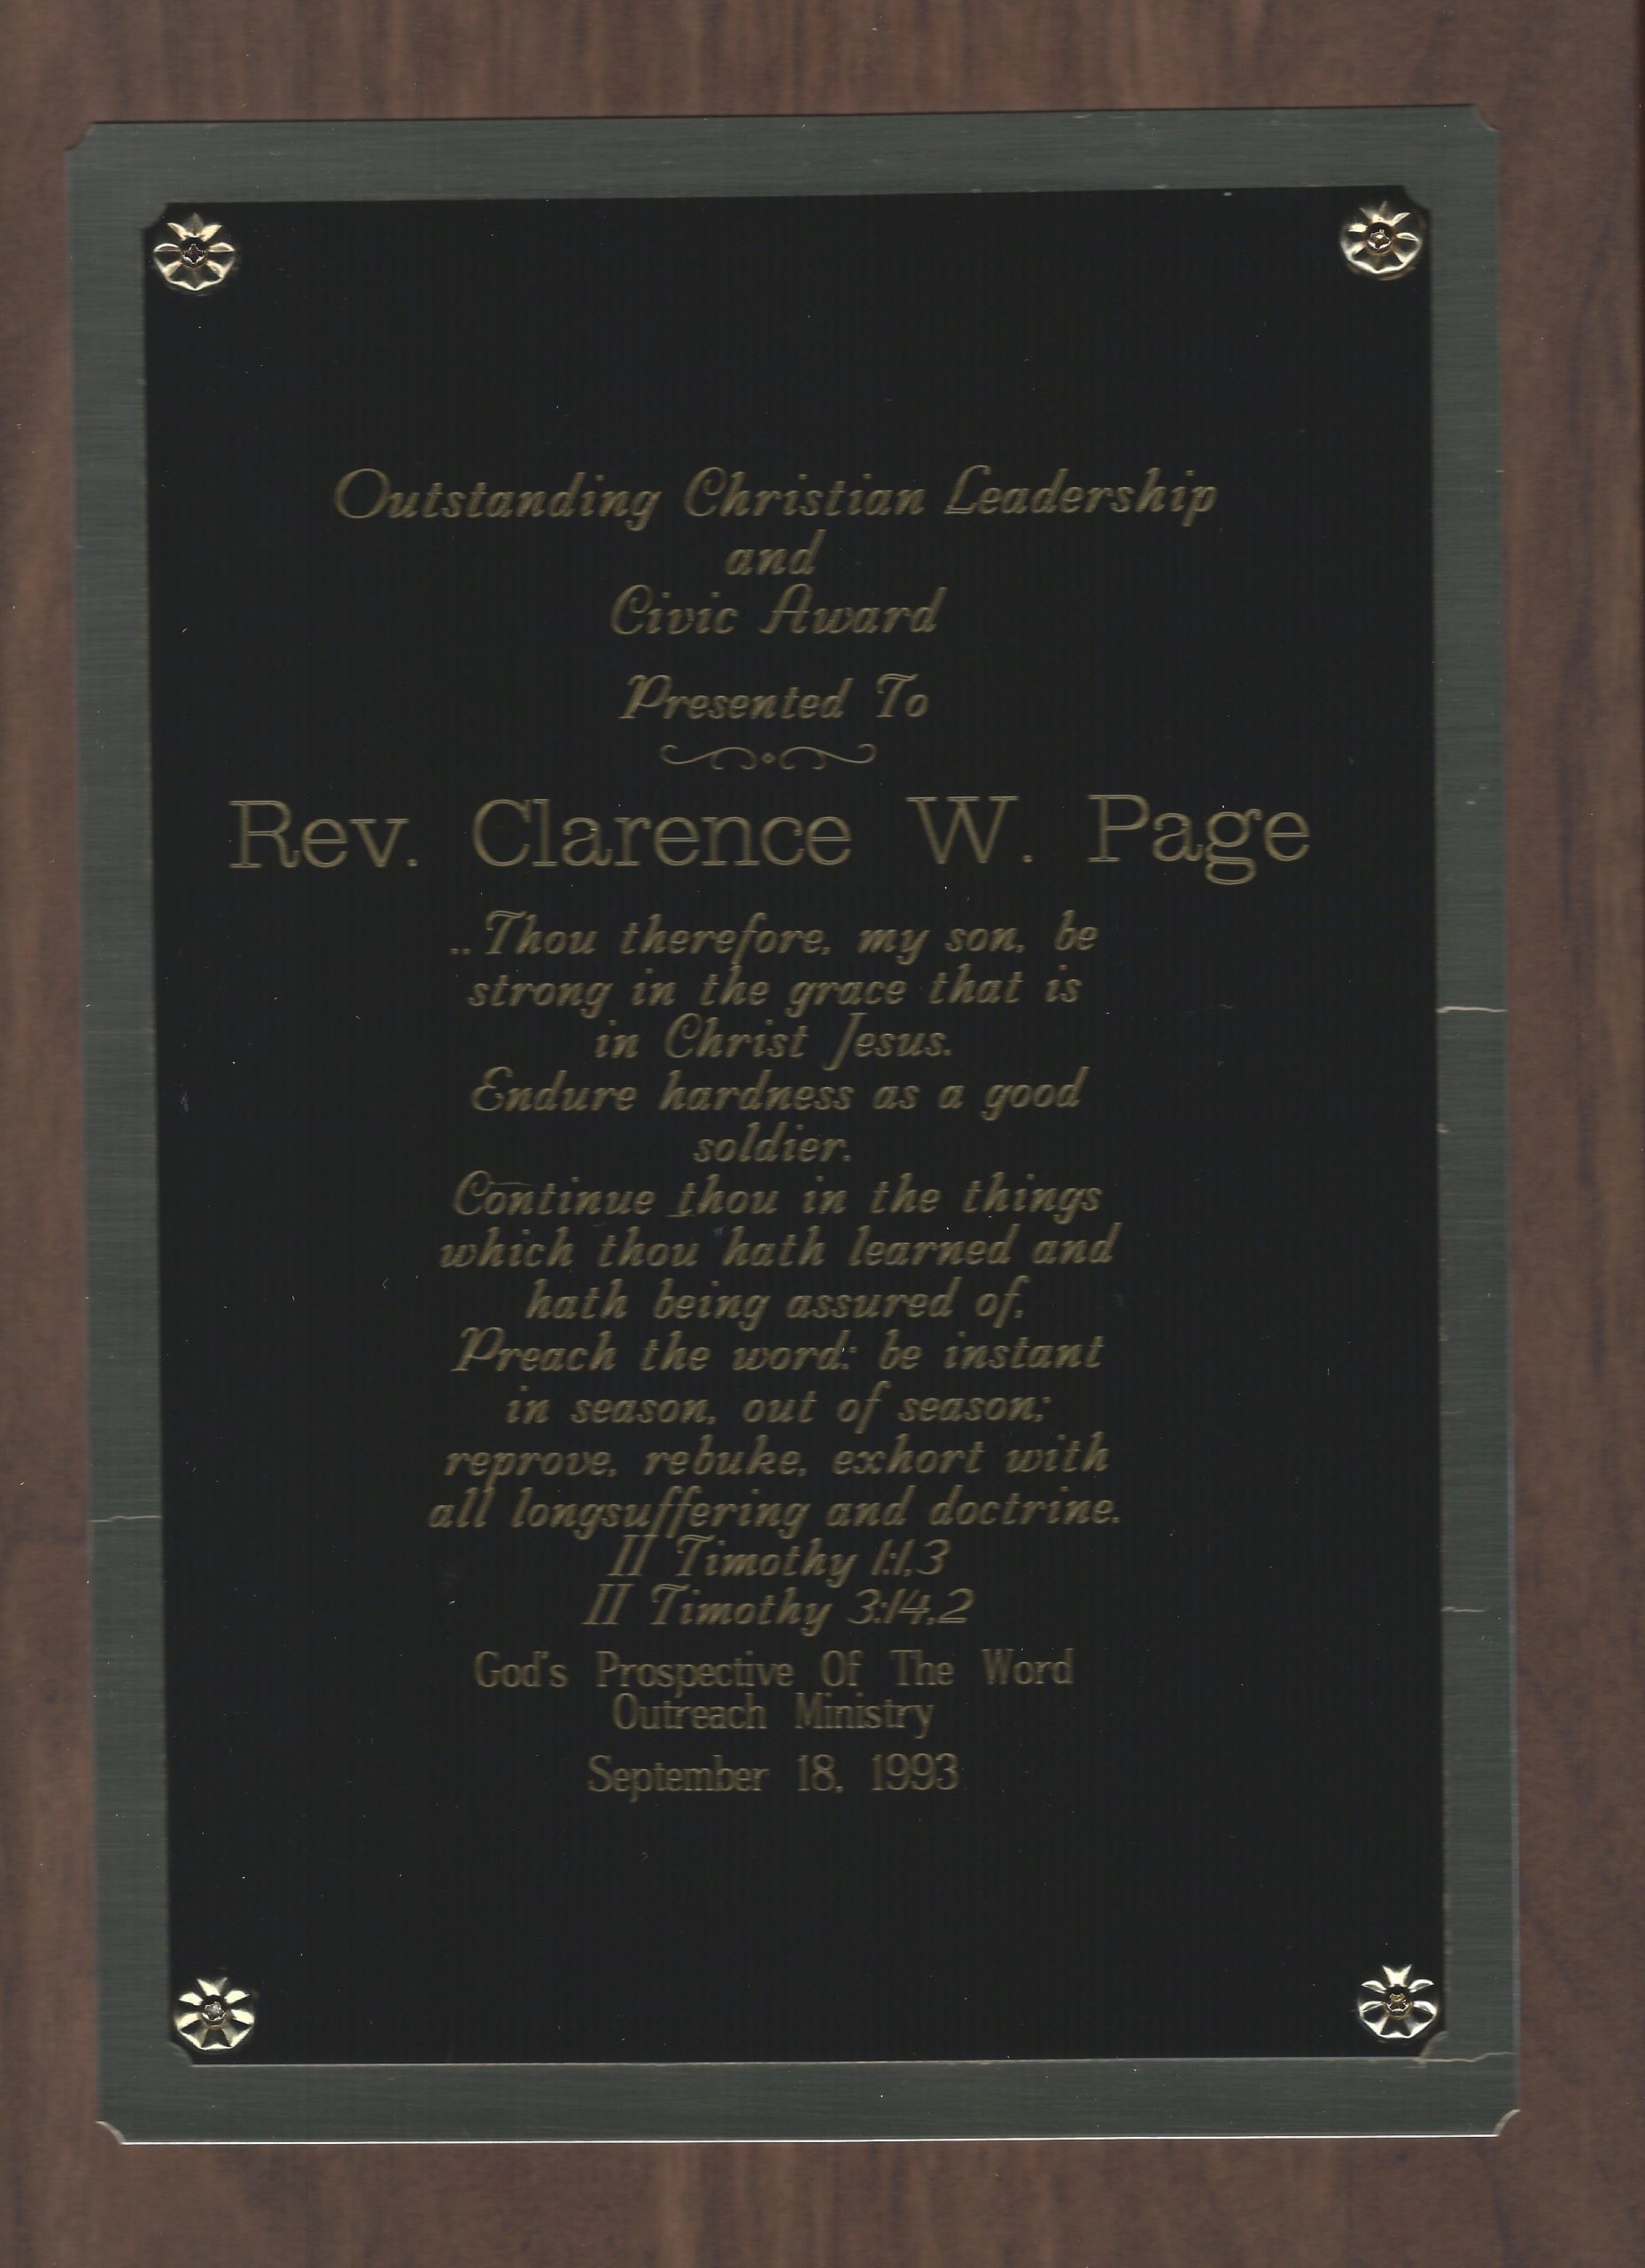 Outstanding Christian Leadership
and
Civic Award
Presented To
Rev. Clarence W. Page
..Thou therefore, my son, be
strong in the grace that is
in Christ Jesus.
Endure hardness as a good
soldier.
Continue thou in the things
which thou hath learned and
hath being assured of,
Preach the word: be instant
in season, out of season;
reprove, rebuke, exhort with
all longsuffering and doctrine.
II Timothy 1:1,3
II Timothy 3:14,2
God's Prospective Of The Word
Outreach Ministry
September 18, 1993